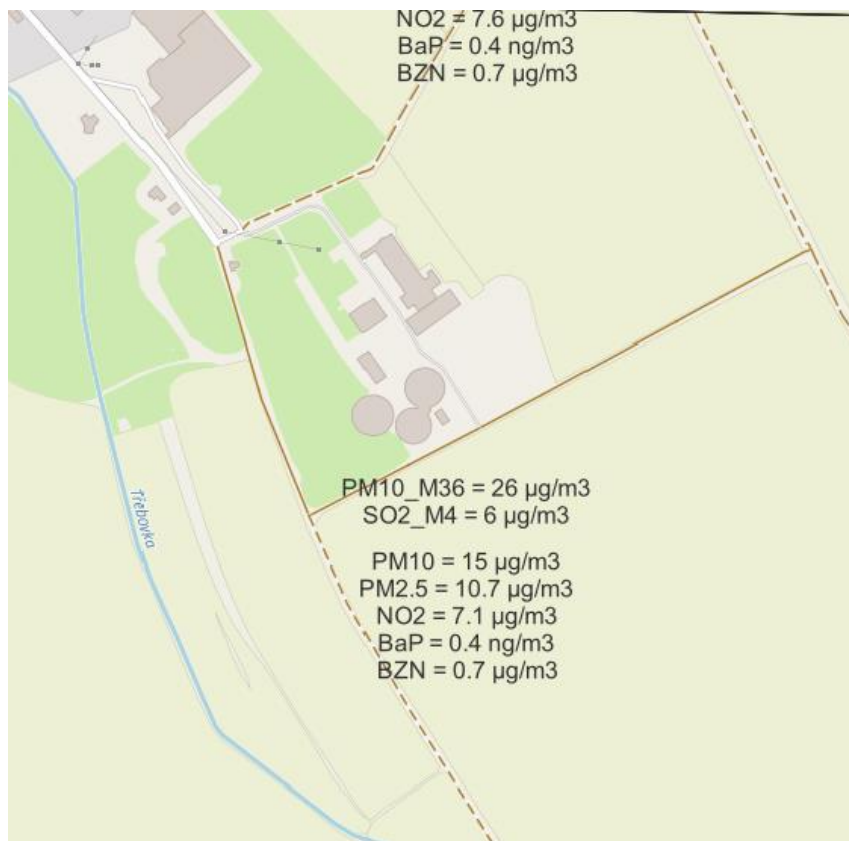 NO2 = 7.6 µg/m3
BaP = 0.4 ng/m3
BZN = 0.7 µg/m3
PM10_M36 = 26 µg/m3
SO2_M4 = 6 µg/m3
Třebovka
PM10 = 15 µg/m3
PM2.5 = 10.7 µg/m3
NO2 = 7.1 µg/m3
BaP = 0.4 ng/m3
BZN = 0.7 µg/m3